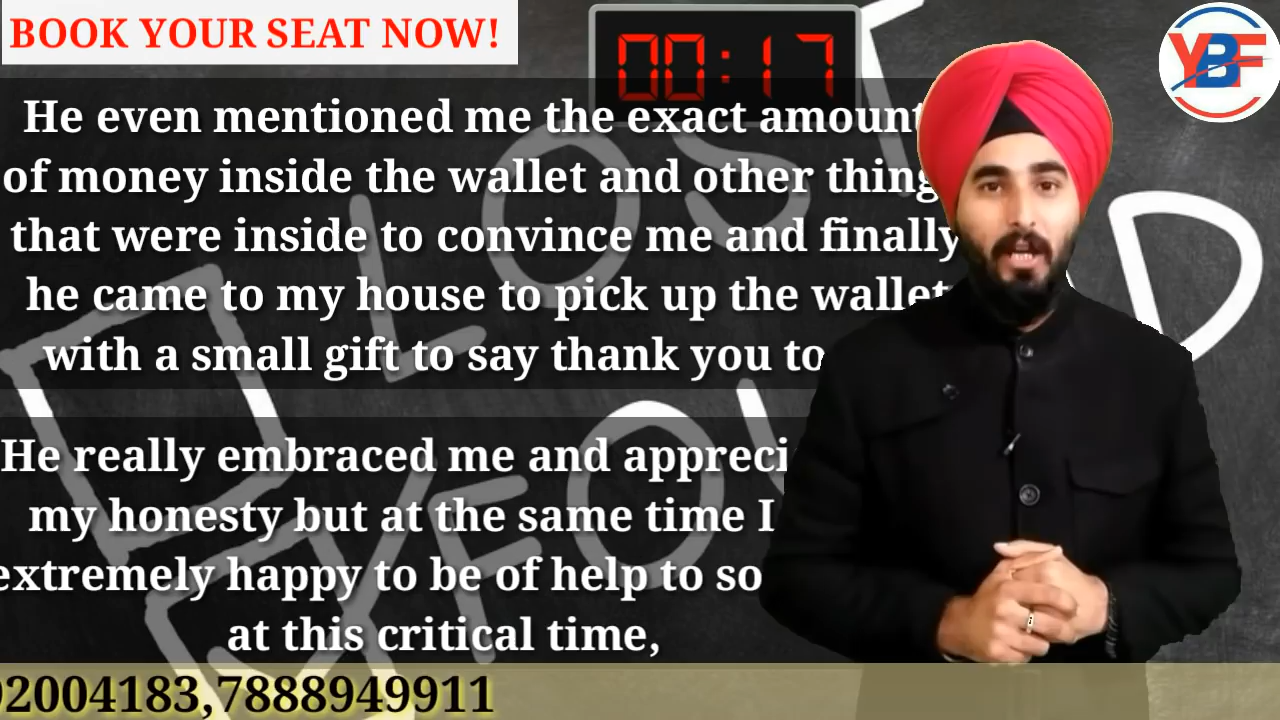 BOOK YOUR SEAT NOW!
00:17
YBF
He even mentioned me the exact amount
of money inside the wallet and other thing
that were inside to convince me and finally
he came to my house to pick up the wallet
with a small gift to say thank you to
LOST
He really embraced me and appreci
my honesty but at the same time I
extremely happy to be of help to so
at this critical time,
2004183,7888949911